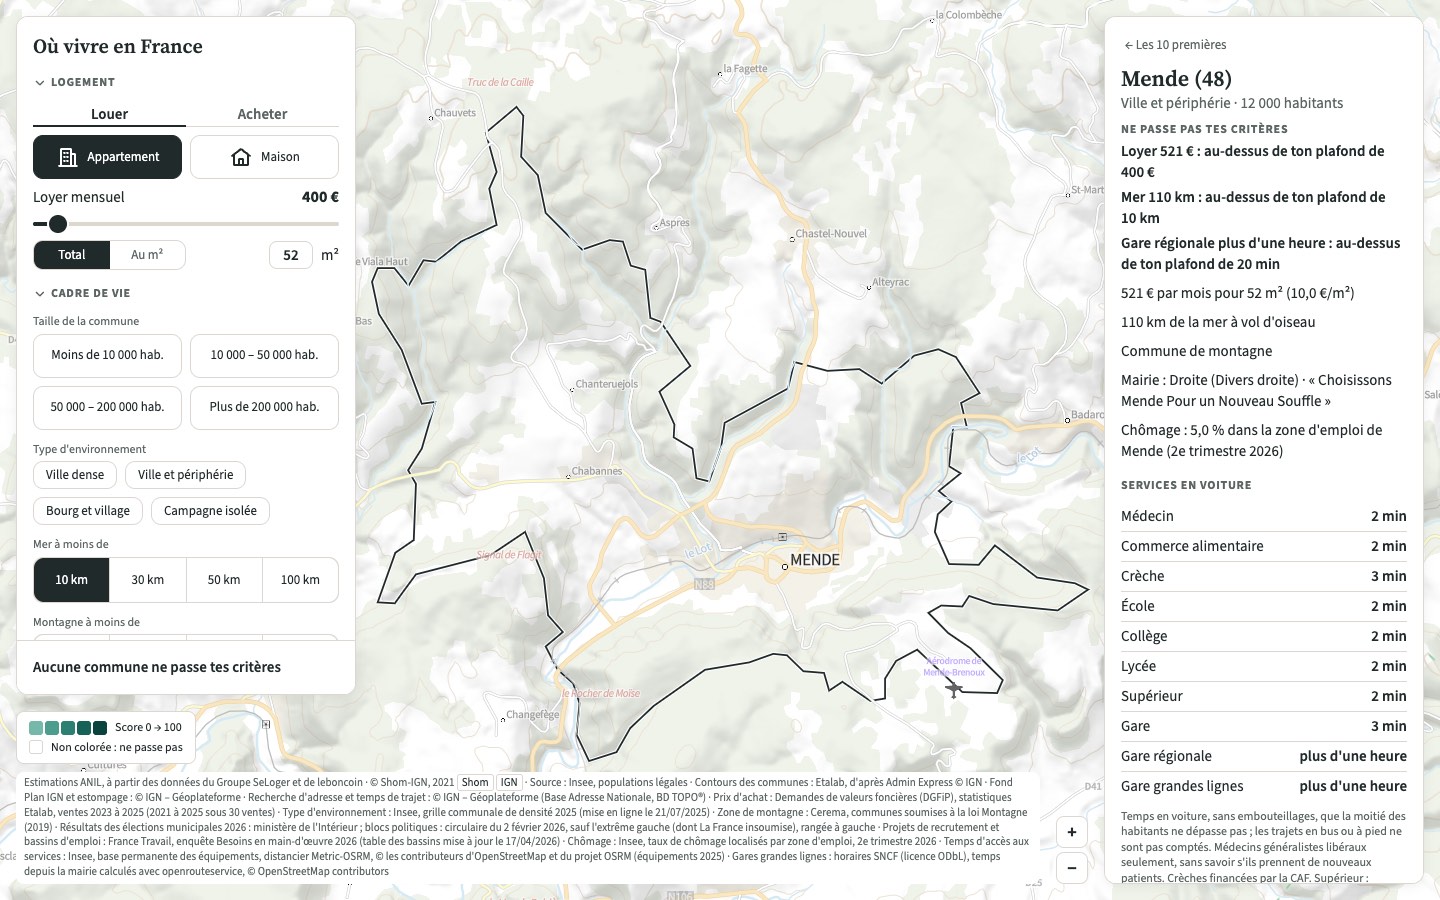 Où vivre en France
LOGEMENT
Louer
Acheter
Appartement
Maison
Loyer mensuel
400 €
Total
Au m²
52
m²
CADRE DE VIE
Taille de la commune
Moins de 10 000 hab.
10 000 – 50 000 hab.
50 000 – 200 000 hab.
Plus de 200 000 hab.
Type d'environnement
Ville dense
Ville et périphérie
Bourg et village
Campagne isolée
Mer à moins de
10 km
30 km
50 km
100 km
Montagne à moins de
Aucune commune ne passe tes critères
Score 0 → 100
Non colorée : ne passe pas
la Colombèche
la Fagette
Truc de la Caille
Chauvets
St-Mart
Aspres
Chastel-Nouvel
e Viala Haut
Alteyrac
Bas
Chanteruejols
Badaro
le Lot
Chabannes
Signal de Flagit
le Lot
MENDE
N88
Aérodrome de
Mende-Brenoux
le Rocher de Moïse
Changefège
Cultures
D41
D25
N106
Estimations ANIL, à partir des données du Groupe SeLoger et de leboncoin · © Shom-IGN, 2021 Shom IGN · Source : Insee, populations légales · Contours des communes : Etalab, d'après Admin Express © IGN · Fond
Plan IGN et estompage : © IGN – Géoplateforme · Recherche d'adresse et temps de trajet : © IGN – Géoplateforme (Base Adresse Nationale, BD TOPO®) · Prix d'achat : Demandes de valeurs foncières (DGFiP), statistiques
Etalab, ventes 2023 à 2025 (2021 à 2025 sous 30 ventes) · Type d'environnement : Insee, grille communale de densité 2025 (mise en ligne le 21/07/2025) · Zone de montagne : Cerema, communes soumises à la loi Montagne
(2019) · Résultats des élections municipales 2026 : ministère de l'Intérieur ; blocs politiques : circulaire du 2 février 2026, sauf l'extrême gauche (dont La France insoumise), rangée à gauche · Projets de recrutement et
bassins d'emploi : France Travail, enquête Besoins en main-d'œuvre 2026 (table des bassins mise à jour le 17/04/2026) · Chômage : Insee, taux de chômage localisés par zone d'emploi, 2e trimestre 2026 · Temps d'accès aux
services : Insee, base permanente des équipements, distancier Metric-OSRM, © les contributeurs d'OpenStreetMap et du projet OSRM (équipements 2025) · Gares grandes lignes : horaires SNCF (licence ODbL), temps
depuis la mairie calculés avec openrouteservice, © OpenStreetMap contributors
+
−
← Les 10 premières
Mende (48)
Ville et périphérie · 12 000 habitants
NE PASSE PAS TES CRITÈRES
Loyer 521 € : au-dessus de ton plafond de
400 €
Mer 110 km : au-dessus de ton plafond de
10 km
Gare régionale plus d'une heure : au-dessus
de ton plafond de 20 min
521 € par mois pour 52 m² (10,0 €/m²)
110 km de la mer à vol d'oiseau
Commune de montagne
Mairie : Droite (Divers droite) · « Choisissons
Mende Pour un Nouveau Souffle »
Chômage : 5,0 % dans la zone d'emploi de
Mende (2e trimestre 2026)
SERVICES EN VOITURE
Médecin 2 min
Commerce alimentaire 2 min
Crèche 3 min
École 2 min
Collège 2 min
Lycée 2 min
Supérieur 2 min
Gare 3 min
Gare régionale plus d'une heure
Gare grandes lignes plus d'une heure
Temps en voiture, sans embouteillages, que la moitié des
habitants ne dépasse pas ; les trajets en bus ou à pied ne
sont pas comptés. Médecins généralistes libéraux
seulement, sans savoir s'ils prennent de nouveaux
patients. Crèches financées par la CAF. Supérieur :